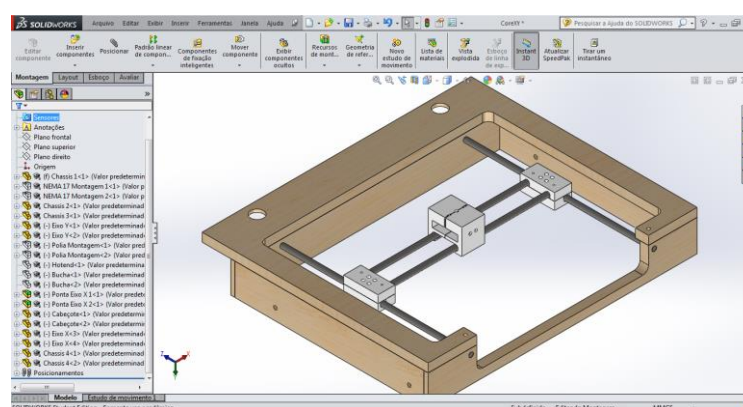 SOLIDWORKS Arquivo Editar Exibir Inserir Ferramentas Janela Ajuda CoreXY * Pesquisar a Ajuda do SOLIDWORKS
Editar componente
Inserir componentes
Posicionar
Padrão linear de compon...
Componentes de fixação inteligentes
Mover componente
Exibir componentes ocultos
Recursos de mont...
Geometria de refer...
Novo estudo de movimento
Lista de materiais
Vista explodida
Esboço de linha de exp...
Instant 3D
Atualizar SpeedPak
Tirar um instantâneo
Montagem Layout Esboço Avaliar
Sensores
Anotações
Plano frontal
Plano superior
Plano direito
Origem
(f) Chassis 1<1> (Valor predetermin
NEMA 17 Montagem 1<1> (Valor p
NEMA 17 Montagem 2<1> (Valor p
Chassis 2<1> (Valor predeterminad
Chassis 3<1> (Valor predeterminad
(-) Eixo Y<1> (Valor predeterminad
(-) Eixo Y<2> (Valor predeterminad
(-) Polia Montagem<1> (Valor pred
(-) Polia Montagem<2> (Valor pred
(-) Hotend<1> (Valor predetermina
(-) Bucha<1> (Valor predeterminad
(-) Bucha<2> (Valor predeterminad
(-) Ponta Eixo X 1<1> (Valor predete
(-) Ponta Eixo X 2<1> (Valor predete
(-) Cabeçote<1> (Valor predetermin
(-) Cabeçote<2> (Valor predetermin
(-) Eixo X<3> (Valor predeterminad
(-) Eixo X<4> (Valor predeterminad
Chassis 4<1> (Valor predeterminad
Chassis 4<2> (Valor predeterminad
Posicionamentos
Z X
Modelo Estudo de movimento 1